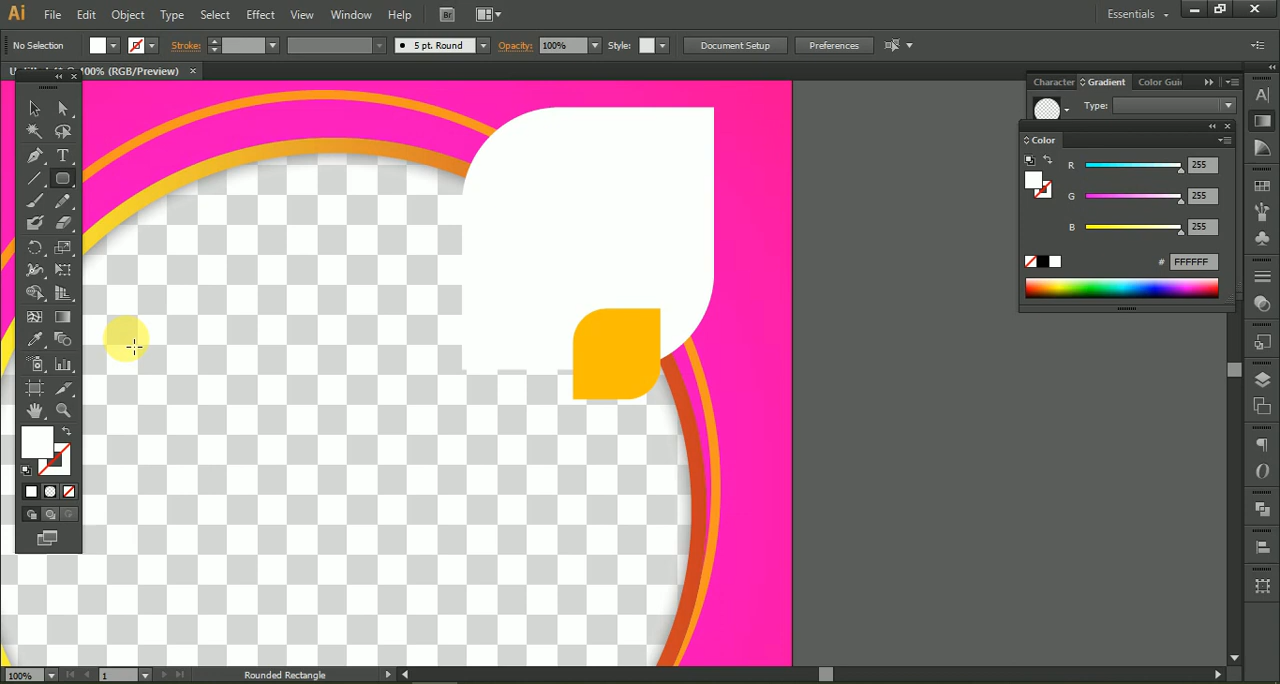 Ai File Edit Object Type Select Effect View Window Help Br Essentials
No Selection Stroke: 5 pt. Round Opacity: 100% Style: Document Setup Preferences
100% (RGB/Preview) ×
Character Gradient Color Gui
Type:
Color
R 255
G 255
B 255
# FFFFFF
100% 1 Rounded Rectangle